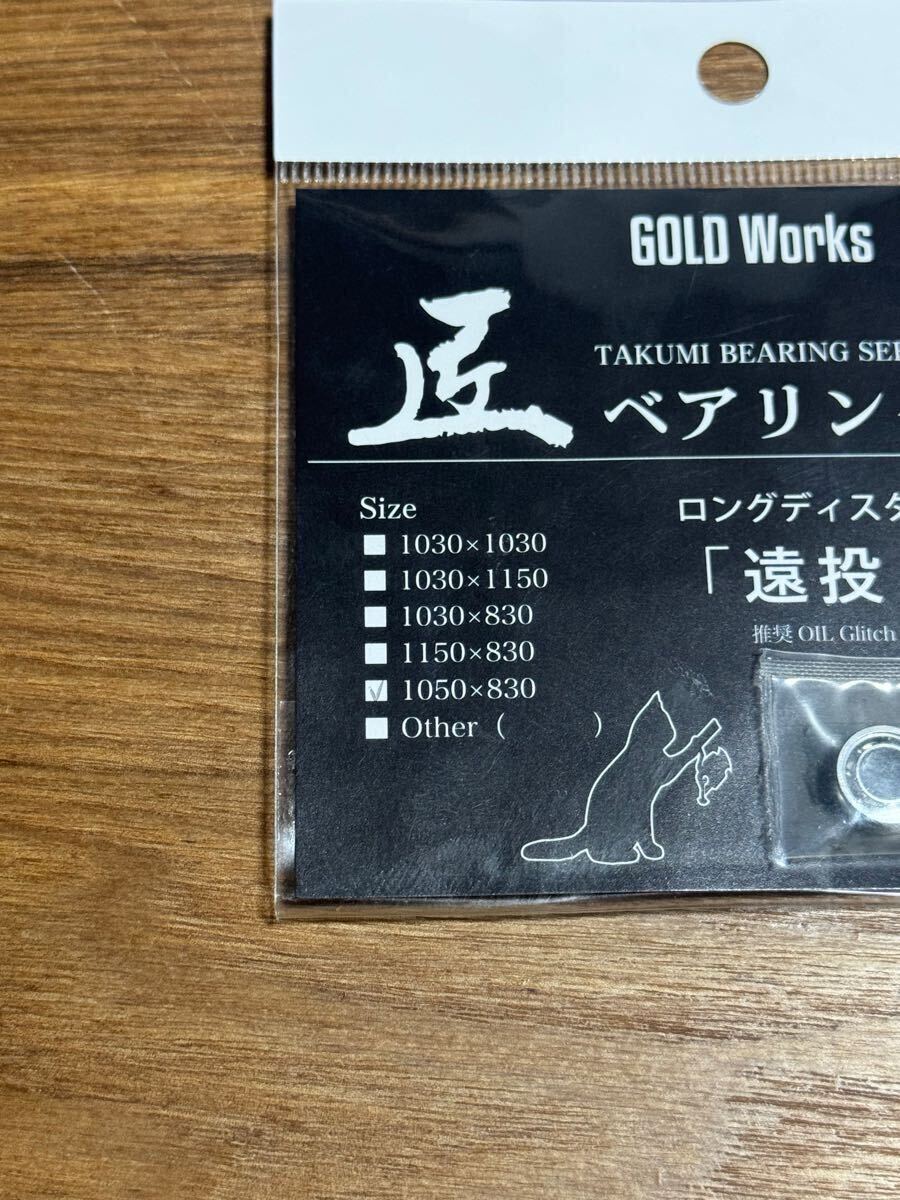 GOLD Works
匠
TAKUMI BEARING
ベアリン
Size
1030×1030
1030×1150
1030×830
1150×830
1050×830
Other ( )
ロングディスタ
「遠投
推奨 OIL Glitch